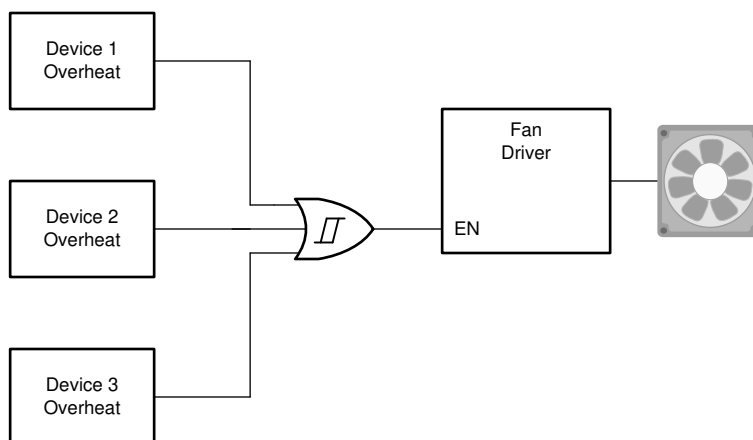 Device 1
Overheat
Device 2
Overheat
Device 3
Overheat
Fan
Driver
EN